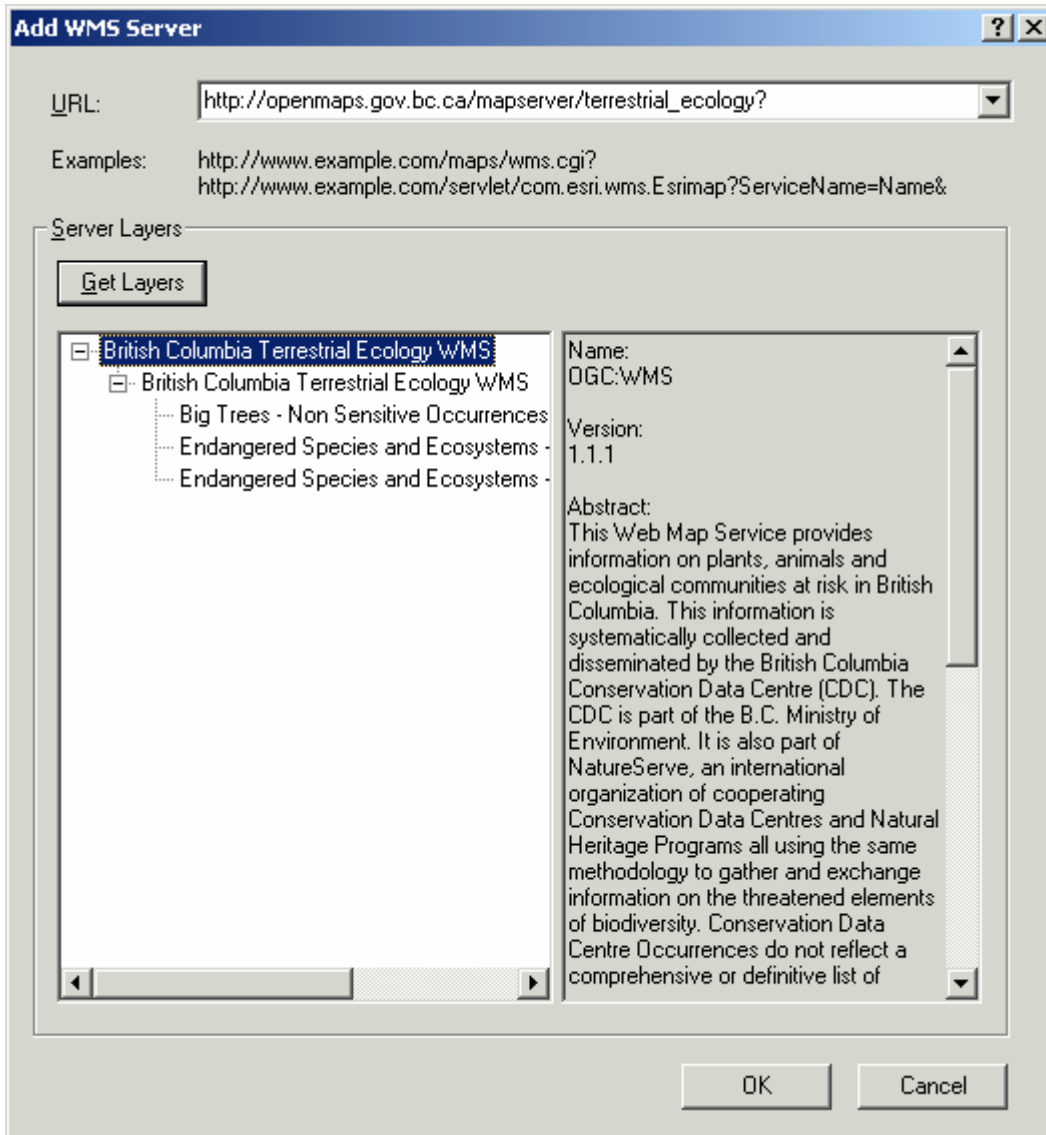 Add WMS Server
URL:
http://openmaps.gov.bc.ca/mapserver/terrestrial_ecology?
Examples:
http://www.example.com/maps/wms.cgi?
http://www.example.com/servlet/com.esri.wms.Esrimap?ServiceName=Name&
Server Layers
Get Layers
British Columbia Terrestrial Ecology WMS
British Columbia Terrestrial Ecology WMS
Big Trees - Non Sensitive Occurrences
Endangered Species and Ecosystems -
Endangered Species and Ecosystems -
Name:
OGC:WMS
Version:
1.1.1
Abstract:
This Web Map Service provides
information on plants, animals and
ecological communities at risk in British
Columbia. This information is
systematically collected and
disseminated by the British Columbia
Conservation Data Centre (CDC). The
CDC is part of the B.C. Ministry of
Environment. It is also part of
NatureServe, an international
organization of cooperating
Conservation Data Centres and Natural
Heritage Programs all using the same
methodology to gather and exchange
information on the threatened elements
of biodiversity. Conservation Data
Centre Occurrences do not reflect a
comprehensive or definitive list of
OK
Cancel